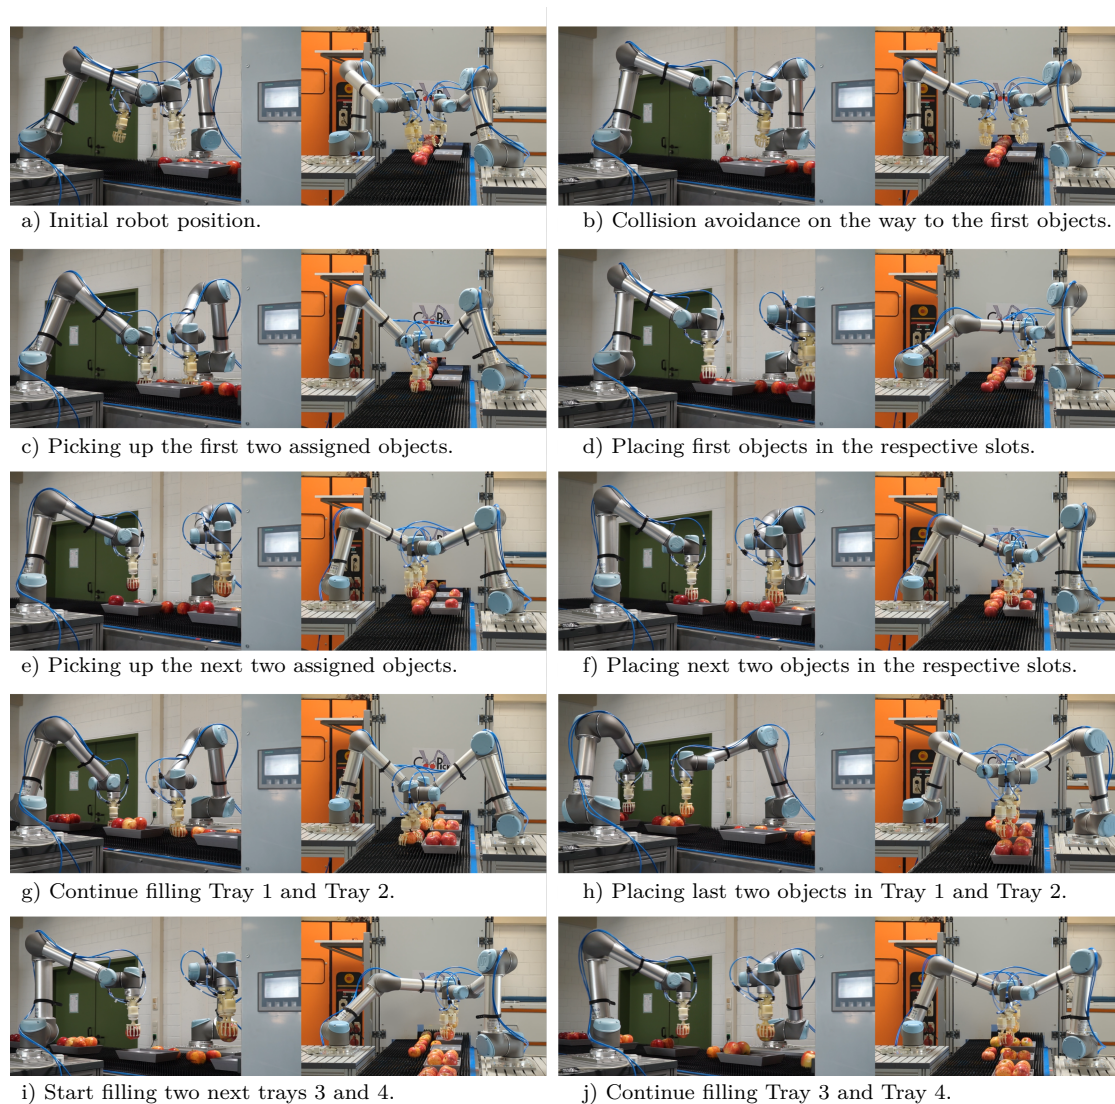 a) Initial robot position.
b) Collision avoidance on the way to the first objects.
c) Picking up the first two assigned objects.
d) Placing first objects in the respective slots.
e) Picking up the next two assigned objects.
f) Placing next two objects in the respective slots.
g) Continue filling Tray 1 and Tray 2.
h) Placing last two objects in Tray 1 and Tray 2.
i) Start filling two next trays 3 and 4.
j) Continue filling Tray 3 and Tray 4.